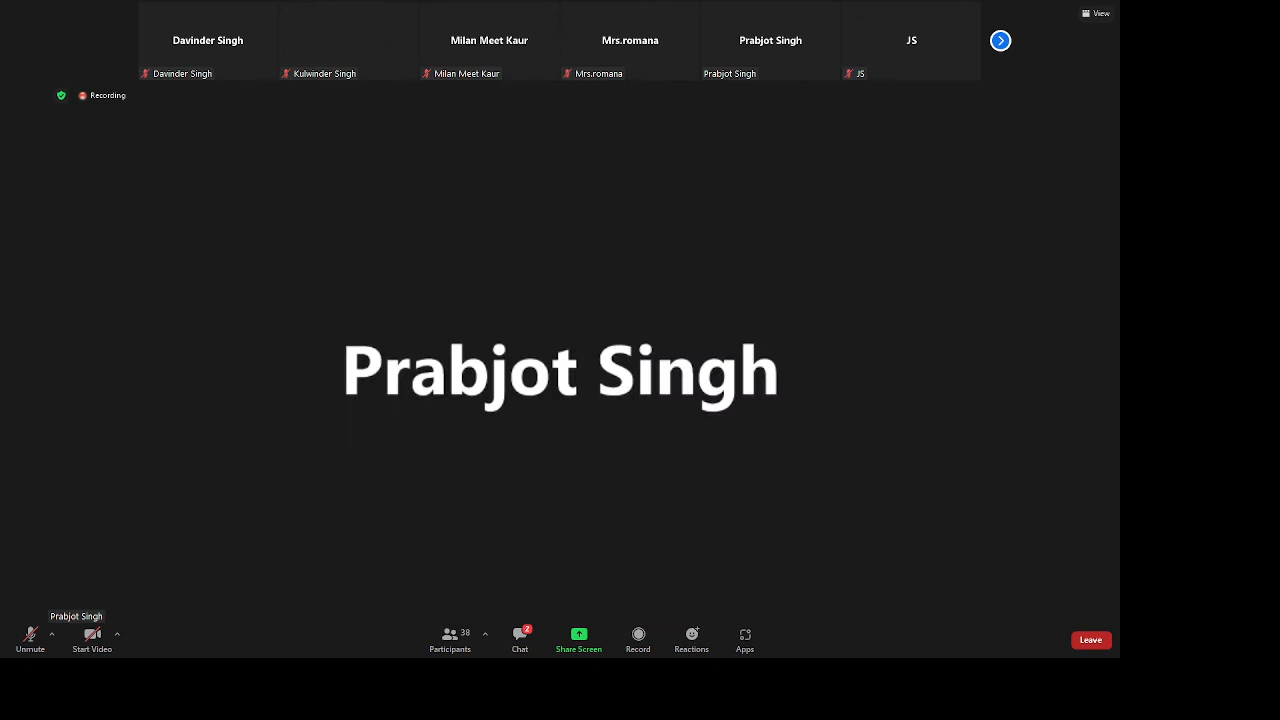 View
Davinder Singh
Milan Meet Kaur
Mrs.romana
Prabjot Singh
JS
Davinder Singh
Kulwinder Singh
Milan Meet Kaur
Mrs.romana
Prabjot Singh
JS
Recording
Prabjot Singh
Prabjot Singh
38
2
Unmute
Start Video
Participants
Chat
Share Screen
Record
Reactions
Apps
Leave